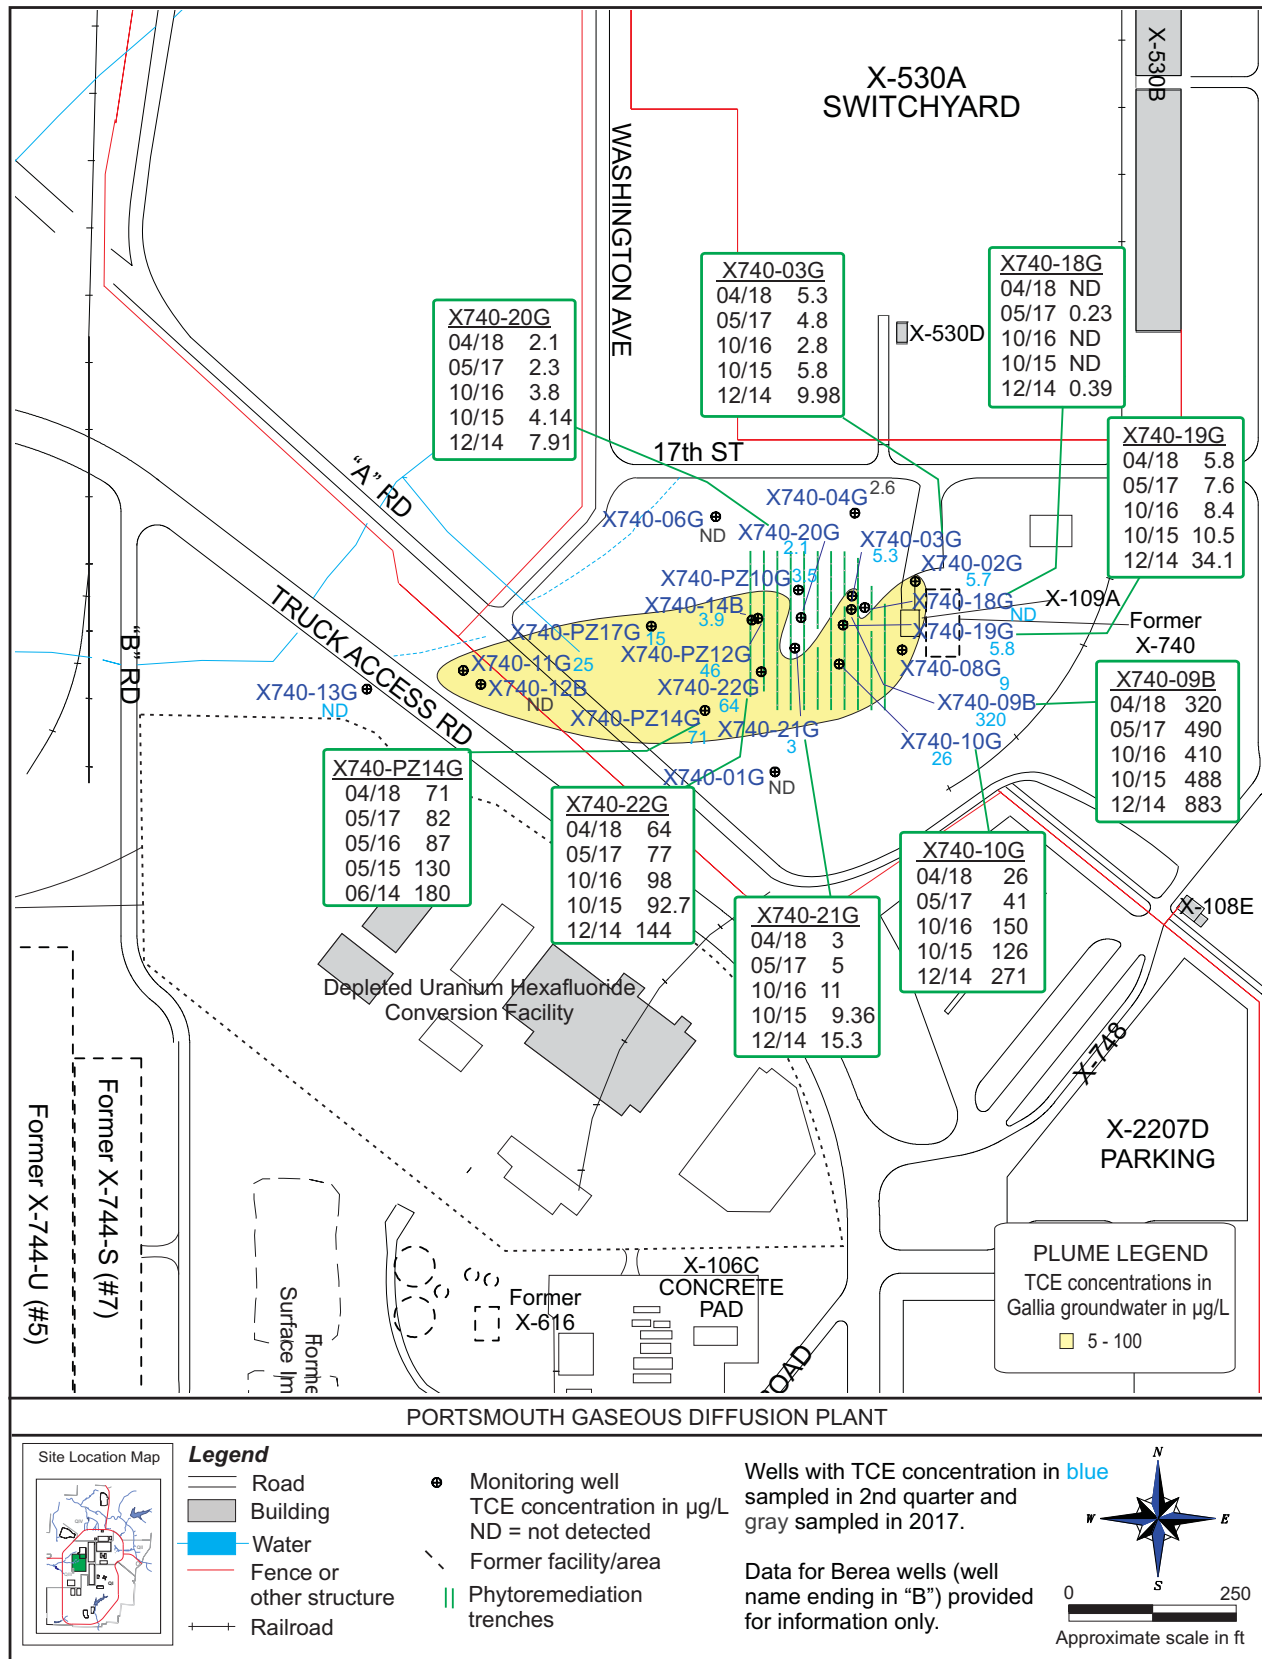 X-530A
SWITCHYARD
X-530B
WASHINGTON AVE
X-530D
X740-03G
04/18 5.3
05/17 4.8
10/16 2.8
10/15 5.8
12/14 9.98
X740-18G
04/18 ND
05/17 0.23
10/16 ND
10/15 ND
12/14 0.39
X740-20G
04/18 2.1
05/17 2.3
10/16 3.8
10/15 4.14
12/14 7.91
X740-19G
04/18 5.8
05/17 7.6
10/16 8.4
10/15 10.5
12/14 34.1
17th ST
"A" RD
TRUCK ACCESS RD
"B" RD
X740-04G 2.6
X740-06G
ND
X740-20G
2.1
X740-03G
5.3
X740-02G
5.7
X740-PZ10G 3.5
X740-14B
3.9
X740-18G
ND
X-109A
X740-PZ17G 15
X740-19G
5.8
Former
X-740
X740-PZ12G
46
X740-11G 25
X740-08G
9
X740-12B
ND
X740-13G
ND
X740-22G
64
X740-09B
320
X740-PZ14G
71
X740-21G
3
X740-10G
26
X740-01G ND
X740-09B
04/18 320
05/17 490
10/16 410
10/15 488
12/14 883
X740-PZ14G
04/18 71
05/17 82
05/16 87
05/15 130
06/14 180
X740-22G
04/18 64
05/17 77
10/16 98
10/15 92.7
12/14 144
X740-10G
04/18 26
05/17 41
10/16 150
10/15 126
12/14 271
X740-21G
04/18 3
05/17 5
10/16 11
10/15 9.36
12/14 15.3
X-108E
Depleted Uranium Hexafluoride
Conversion Facility
X-748
X-2207D
PARKING
Former X-744-U (#5)
Former X-744-S (#7)
Forme
Surface Im
Former
X-616
X-106C
CONCRETE
PAD
OAD
PLUME LEGEND
TCE concentrations in
Gallia groundwater in µg/L
5 - 100
PORTSMOUTH GASEOUS DIFFUSION PLANT
Site Location Map
Legend
Road
Building
Water
Fence or
other structure
Railroad
Monitoring well
TCE concentration in µg/L
ND = not detected
Former facility/area
Phytoremediation
trenches
Wells with TCE concentration in blue
sampled in 2nd quarter and
gray sampled in 2017.
Data for Berea wells (well
name ending in “B”) provided
for information only.
N
W E
S
0 250
Approximate scale in ft